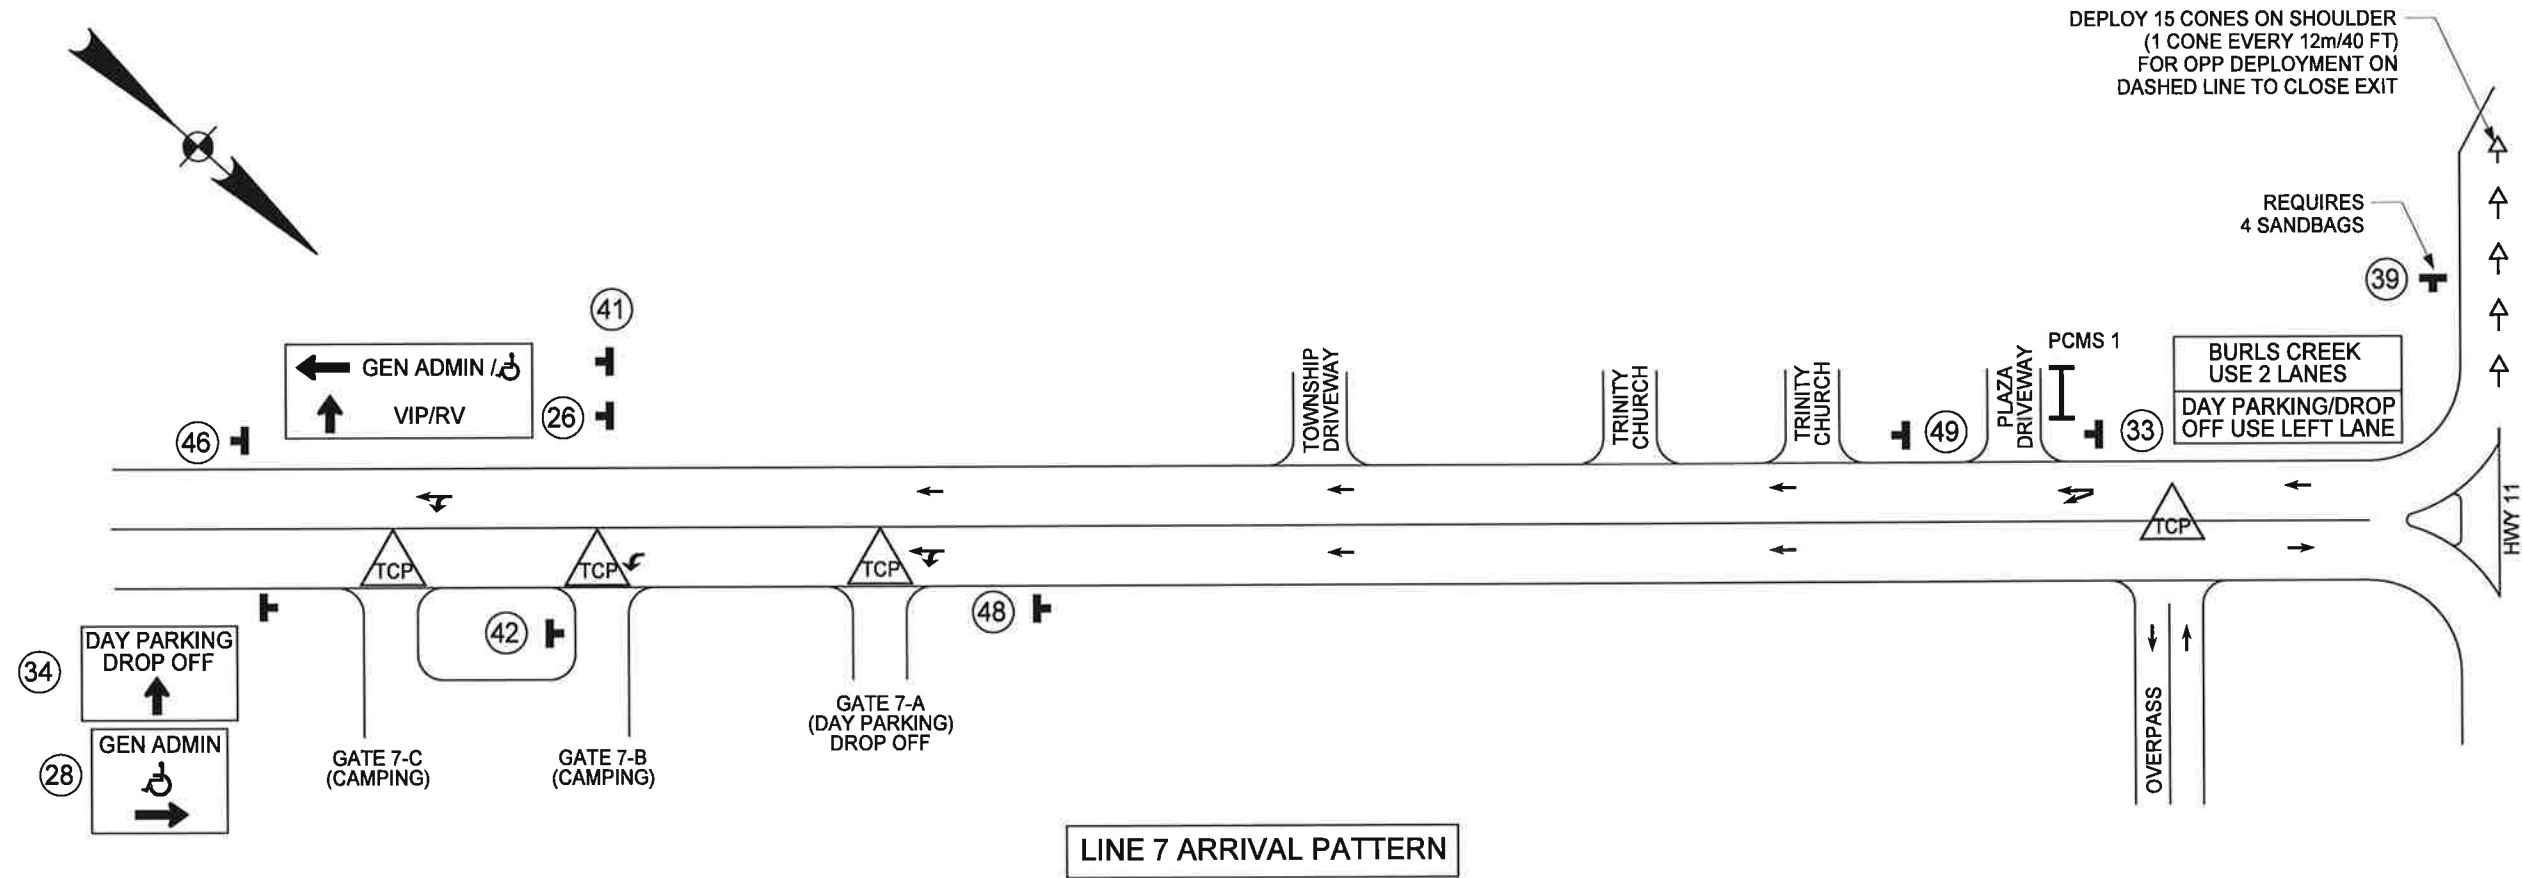 DEPLOY 15 CONES ON SHOULDER
(1 CONE EVERY 12m/40 FT)
FOR OPP DEPLOYMENT ON
DASHED LINE TO CLOSE EXIT
REQUIRES
4 SANDBAGS
39
41
GEN ADMIN /
VIP/RV
26
46
TOWNSHIP
DRIVEWAY
TRINITY
CHURCH
TRINITY
CHURCH
49
PLAZA
DRIVEWAY
PCMS 1
33
BURLS CREEK
USE 2 LANES
DAY PARKING/DROP
OFF USE LEFT LANE
HWY 11
TCP
TCP
TCP
TCP
34
DAY PARKING
DROP OFF
28
GEN ADMIN
42
48
GATE 7-C
(CAMPING)
GATE 7-B
(CAMPING)
GATE 7-A
(DAY PARKING)
DROP OFF
OVERPASS
LINE 7 ARRIVAL PATTERN